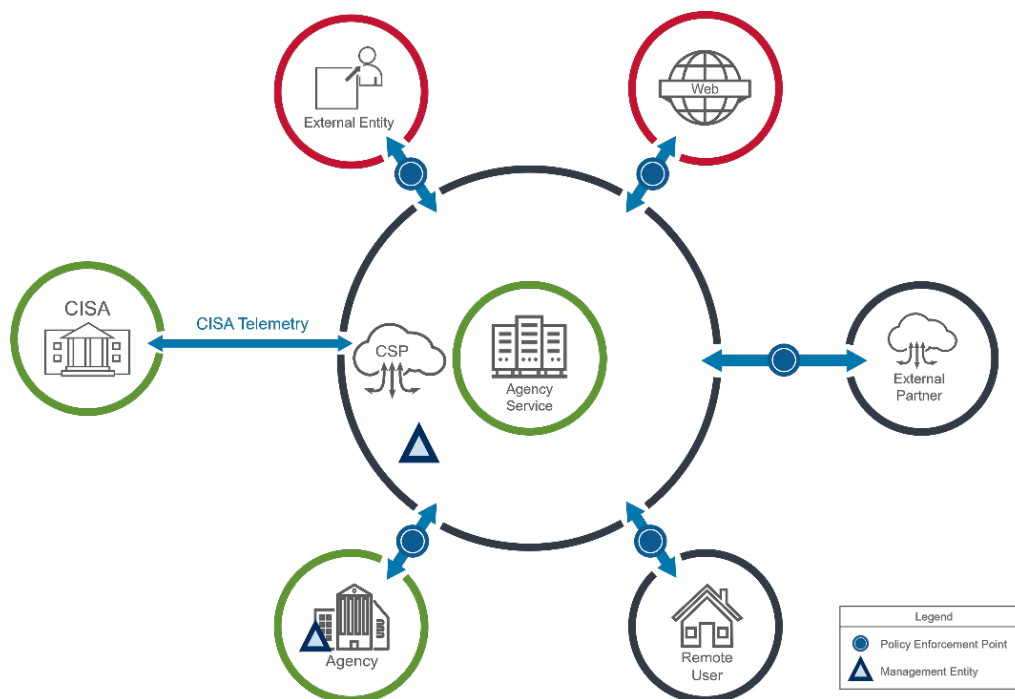 External Entity
Web
CISA
CISA Telemetry
CSP
Agency
Service
External
Partner
Agency
Remote
User
Legend
Policy Enforcement Point
Management Entity